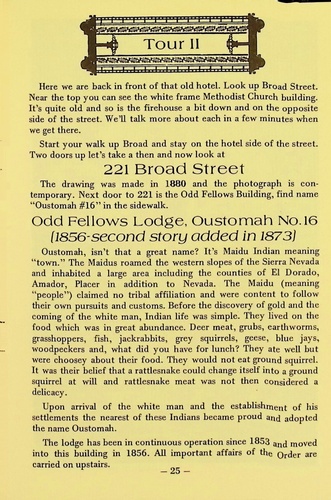 Tour II
Here we are back in front of that old hotel. Look up Broad Street.
Near the top you can see the white frame Methodist Church building.
It's quite old and so is the firehouse a bit down and on the opposite
side of the street. We'll talk more about each in a few minutes when
we get there.
Start your walk up Broad and stay on the hotel side of the street.
Two doors up let's take a then and now look at
221 Broad Street
The drawing was made in 1880 and the photograph is con-
temporary. Next door to 221 is the Odd Fellows Building, find name
"Oustomah #16" in the sidewalk.
Odd Fellows Lodge, Oustomah No.16
(1856-second story added in 1873)
Oustomah, isn't that a great name? It's Maidu Indian meaning
"town." The Maidus roamed the western slopes of the Sierra Nevada
and inhabited a large area including the counties of El Dorado,
Amador, Placer in addition to Nevada. The Maidu (meaning
"people") claimed no tribal affiliation and were content to follow
their own pursuits and customs. Before the discovery of gold and the
coming of the white man, Indian life was simple. They lived on the
food which was in great abundance. Deer meat, grubs, earthworms,
grasshoppers, fish, jackrabbits, grey squirrels, geese, blue jays,
woodpeckers and, what did you have for lunch? They ate well but
were choosey about their food. They would not eat ground squirrel.
It was their belief that a rattlesnake could change itself into a ground
squirrel at will and rattlesnake meat was not then considered a
delicacy.
Upon arrival of the white man and the establishment of his
settlements the nearest of these Indians became proud and adopted
the name Oustomah.
The lodge has been in continuous operation since 1853 and moved
into this building in 1856. All important affairs of the Order are
carried on upstairs.
– 25 –